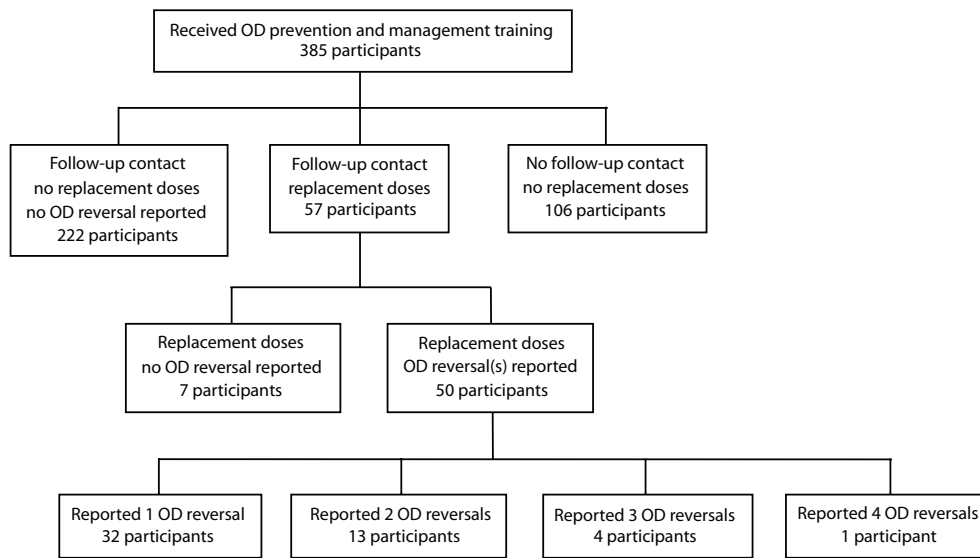 Received OD prevention and management training
385 participants
Follow-up contact
no replacement doses
no OD reversal reported
222 participants
Follow-up contact
replacement doses
57 participants
No follow-up contact
no replacement doses
106 participants
Replacement doses
no OD reversal reported
7 participants
Replacement doses
OD reversal(s) reported
50 participants
Reported 1 OD reversal
32 participants
Reported 2 OD reversals
13 participants
Reported 3 OD reversals
4 participants
Reported 4 OD reversals
1 participant